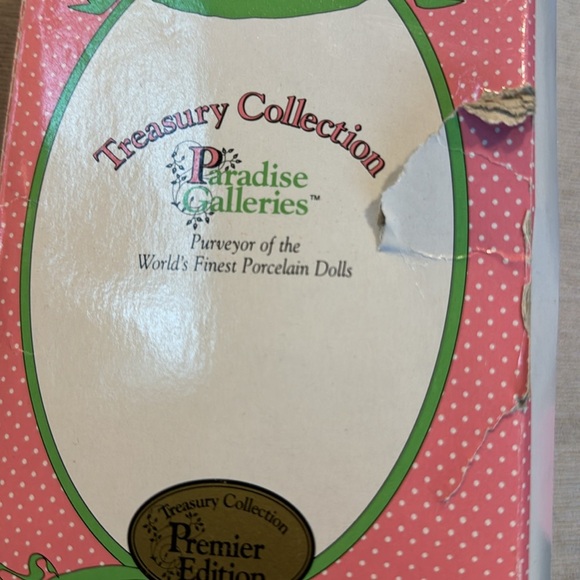 Treasury Collection
Paradise
Galleries™
Purveyor of the
World's Finest Porcelain Dolls
Treasury Collection
Premier
Edition